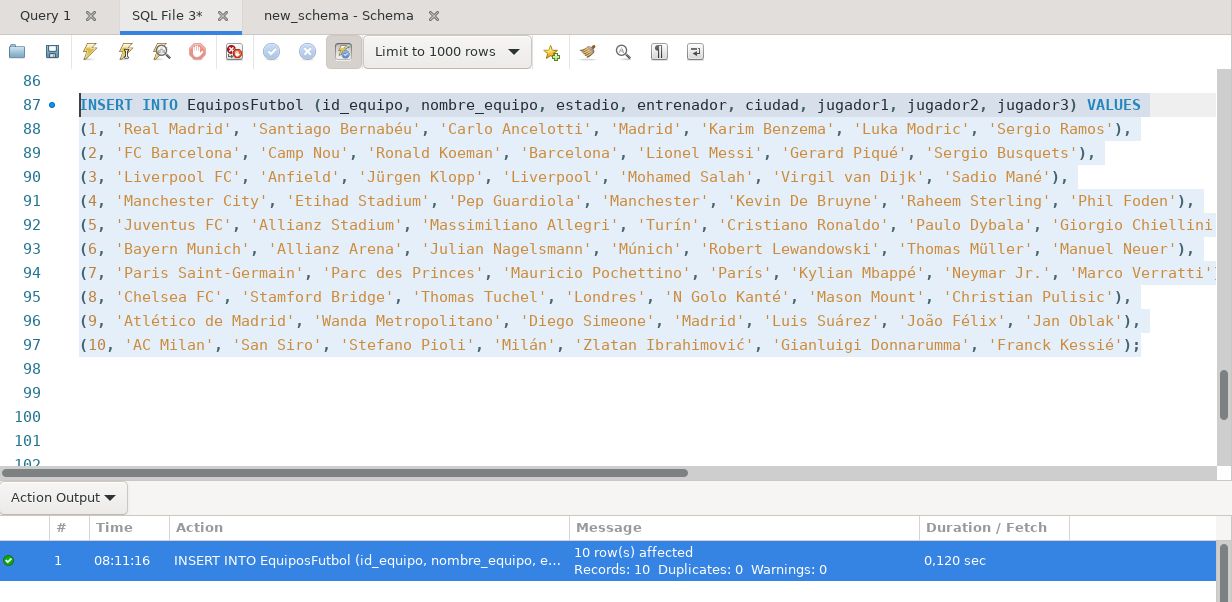 Query 1
SQL File 3*
new_schema - Schema
Limit to 1000 rows
86
87 INSERT INTO EquiposFutbol (id_equipo, nombre_equipo, estadio, entrenador, ciudad, jugador1, jugador2, jugador3) VALUES
88 (1, 'Real Madrid', 'Santiago Bernabéu', 'Carlo Ancelotti', 'Madrid', 'Karim Benzema', 'Luka Modric', 'Sergio Ramos'),
89 (2, 'FC Barcelona', 'Camp Nou', 'Ronald Koeman', 'Barcelona', 'Lionel Messi', 'Gerard Piqué', 'Sergio Busquets'),
90 (3, 'Liverpool FC', 'Anfield', 'Jürgen Klopp', 'Liverpool', 'Mohamed Salah', 'Virgil van Dijk', 'Sadio Mané'),
91 (4, 'Manchester City', 'Etihad Stadium', 'Pep Guardiola', 'Manchester', 'Kevin De Bruyne', 'Raheem Sterling', 'Phil Foden'),
92 (5, 'Juventus FC', 'Allianz Stadium', 'Massimiliano Allegri', 'Turín', 'Cristiano Ronaldo', 'Paulo Dybala', 'Giorgio Chiellini
93 (6, 'Bayern Munich', 'Allianz Arena', 'Julian Nagelsmann', 'Múnich', 'Robert Lewandowski', 'Thomas Müller', 'Manuel Neuer'),
94 (7, 'Paris Saint-Germain', 'Parc des Princes', 'Mauricio Pochettino', 'París', 'Kylian Mbappé', 'Neymar Jr.', 'Marco Verratti')
95 (8, 'Chelsea FC', 'Stamford Bridge', 'Thomas Tuchel', 'Londres', 'N Golo Kanté', 'Mason Mount', 'Christian Pulisic'),
96 (9, 'Atlético de Madrid', 'Wanda Metropolitano', 'Diego Simeone', 'Madrid', 'Luis Suárez', 'João Félix', 'Jan Oblak'),
97 (10, 'AC Milan', 'San Siro', 'Stefano Pioli', 'Milán', 'Zlatan Ibrahimović', 'Gianluigi Donnarumma', 'Franck Kessié');
98
99
100
101
102
Action Output
# Time Action Message Duration / Fetch
1 08:11:16 INSERT INTO EquiposFutbol (id_equipo, nombre_equipo, e... 10 row(s) affected
Records: 10 Duplicates: 0 Warnings: 0 0,120 sec